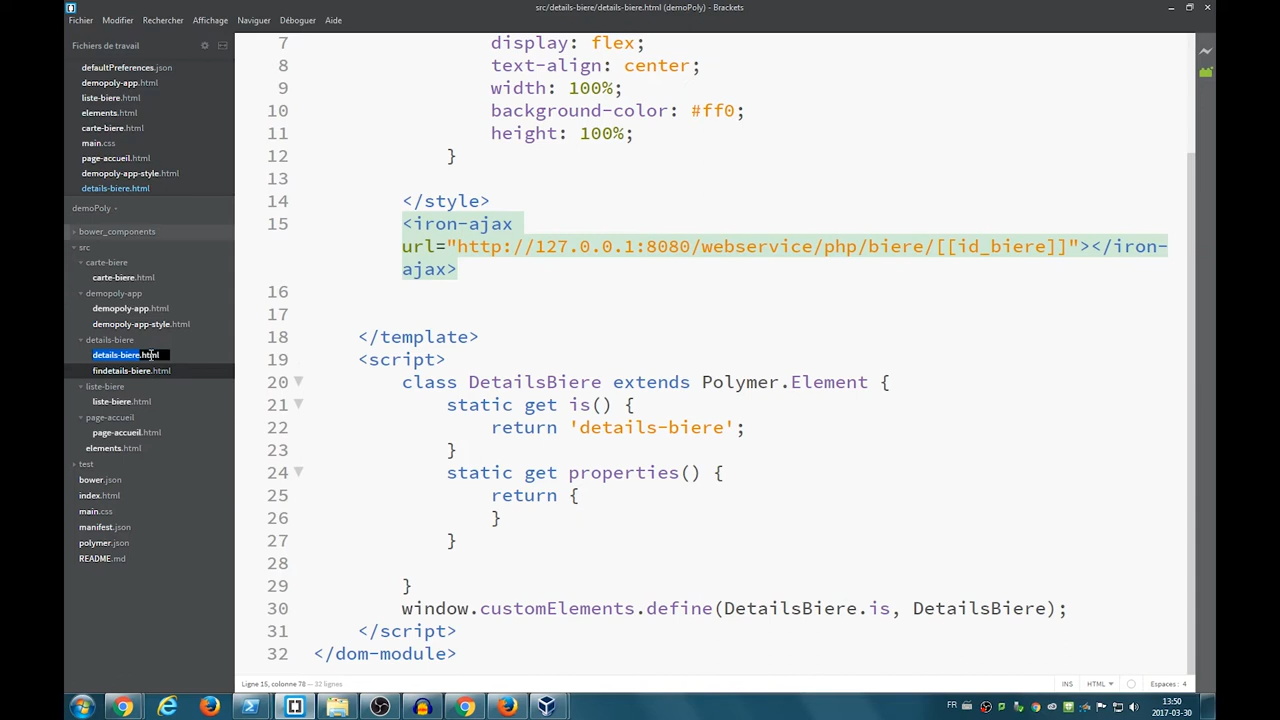 src/details-biere/details-biere.html (demoPoly) - Brackets
Fichier Modifier Rechercher Affichage Naviguer Déboguer Aide
Fichiers de travail
defaultPreferences.json
demopoly-app.html
liste-biere.html
elements.html
carte-biere.html
main.css
page-accueil.html
demopoly-app-style.html
details-biere.html
demoPoly
bower_components
src
carte-biere
carte-biere.html
demopoly-app
demopoly-app.html
demopoly-app-style.html
details-biere
details-biere.html
findetails-biere.html
liste-biere
liste-biere.html
page-accueil
page-accueil.html
elements.html
test
bower.json
index.html
main.css
manifest.json
polymer.json
README.md
7 display: flex;
8 text-align: center;
9 width: 100%;
10 background-color: #ff0;
11 height: 100%;
12 }
13
14 </style>
15 <iron-ajax
url="http://127.0.0.1:8080/webservice/php/biere/[[id_biere]]"></iron-
ajax>
16
17
18 </template>
19 <script>
20 class DetailsBiere extends Polymer.Element {
21 static get is() {
22 return 'details-biere';
23 }
24 static get properties() {
25 return {
26 }
27 }
28
29 }
30 window.customElements.define(DetailsBiere.is, DetailsBiere);
31 </script>
32 </dom-module>
Ligne 15, colonne 78 — 32 lignes
INS HTML Espaces : 4
FR 13:50
2017-03-30